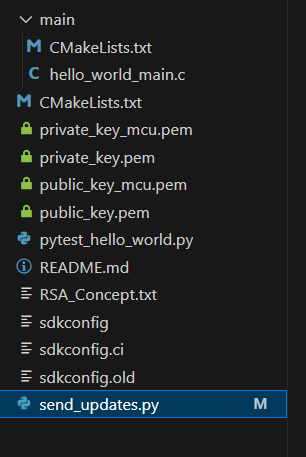 main
CMakeLists.txt
hello_world_main.c
CMakeLists.txt
private_key_mcu.pem
private_key.pem
public_key_mcu.pem
public_key.pem
pytest_hello_world.py
README.md
RSA_Concept.txt
sdkconfig
sdkconfig.ci
sdkconfig.old
send_updates.py M